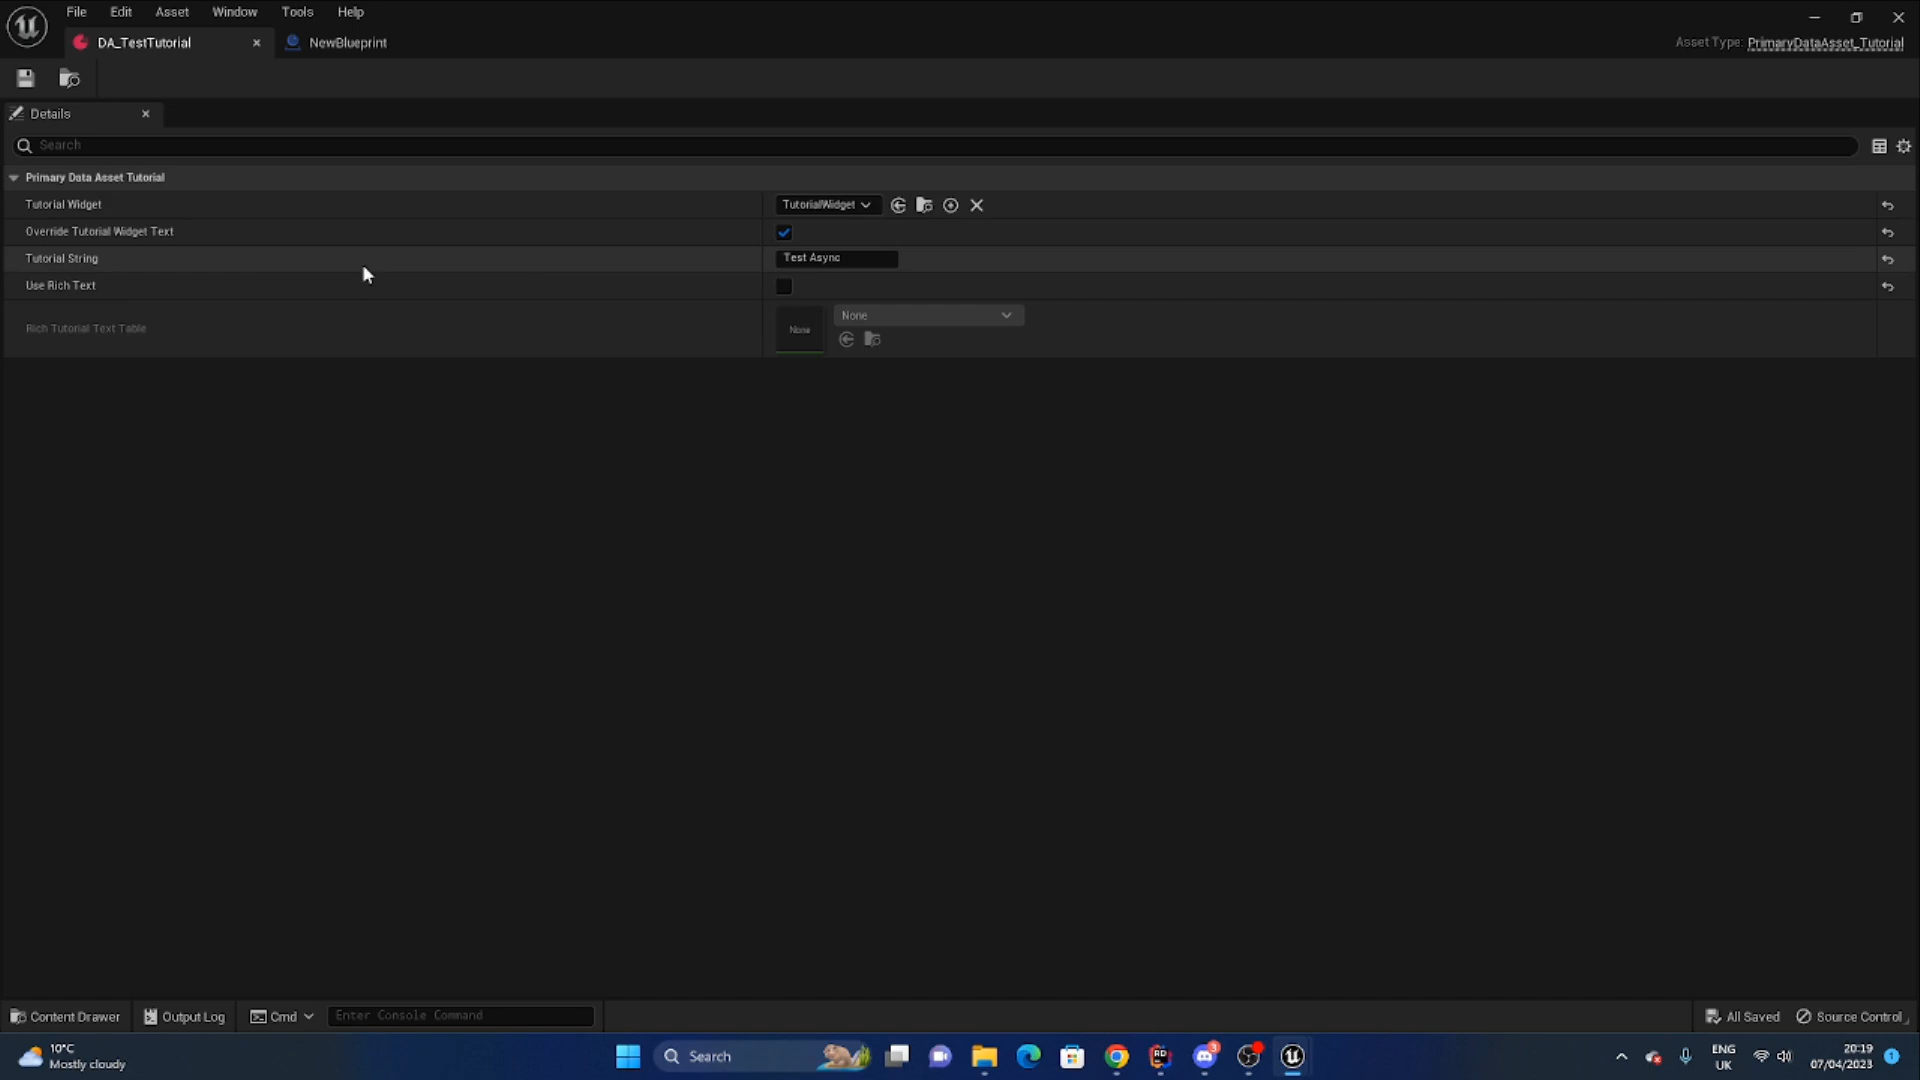 File Edit Asset Window Tools Help
DA_TestTutorial NewBlueprint Asset Type: PrimaryDataAsset_Tutorial
Details
Search
Primary Data Asset Tutorial
Tutorial Widget TutorialWidget
Override Tutorial Widget Text
Tutorial String Test Async
Use Rich Text
Rich Tutorial Text Table None None
Content Drawer Output Log Cmd Enter Console Command All Saved Source Control
10°C Mostly cloudy Search 3 ENG UK 20:19 07/04/2023 1